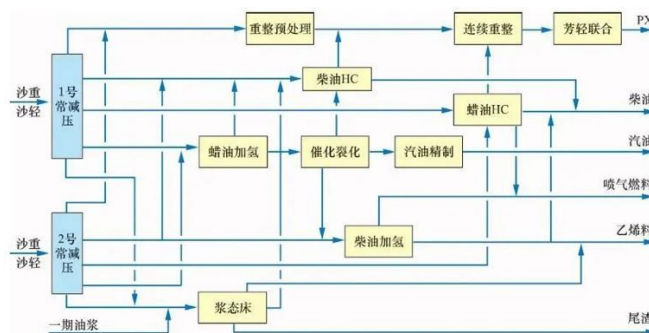 重整预处理
连续重整
芳轻联合
PX
沙重
沙轻
1号
常减
压
柴油HC
蜡油HC
柴油
蜡油加氢
催化裂化
汽油精制
汽油
喷气燃料
沙重
沙轻
2号
常减
压
柴油加氢
乙烯料
一期油浆
浆态床
尾渣